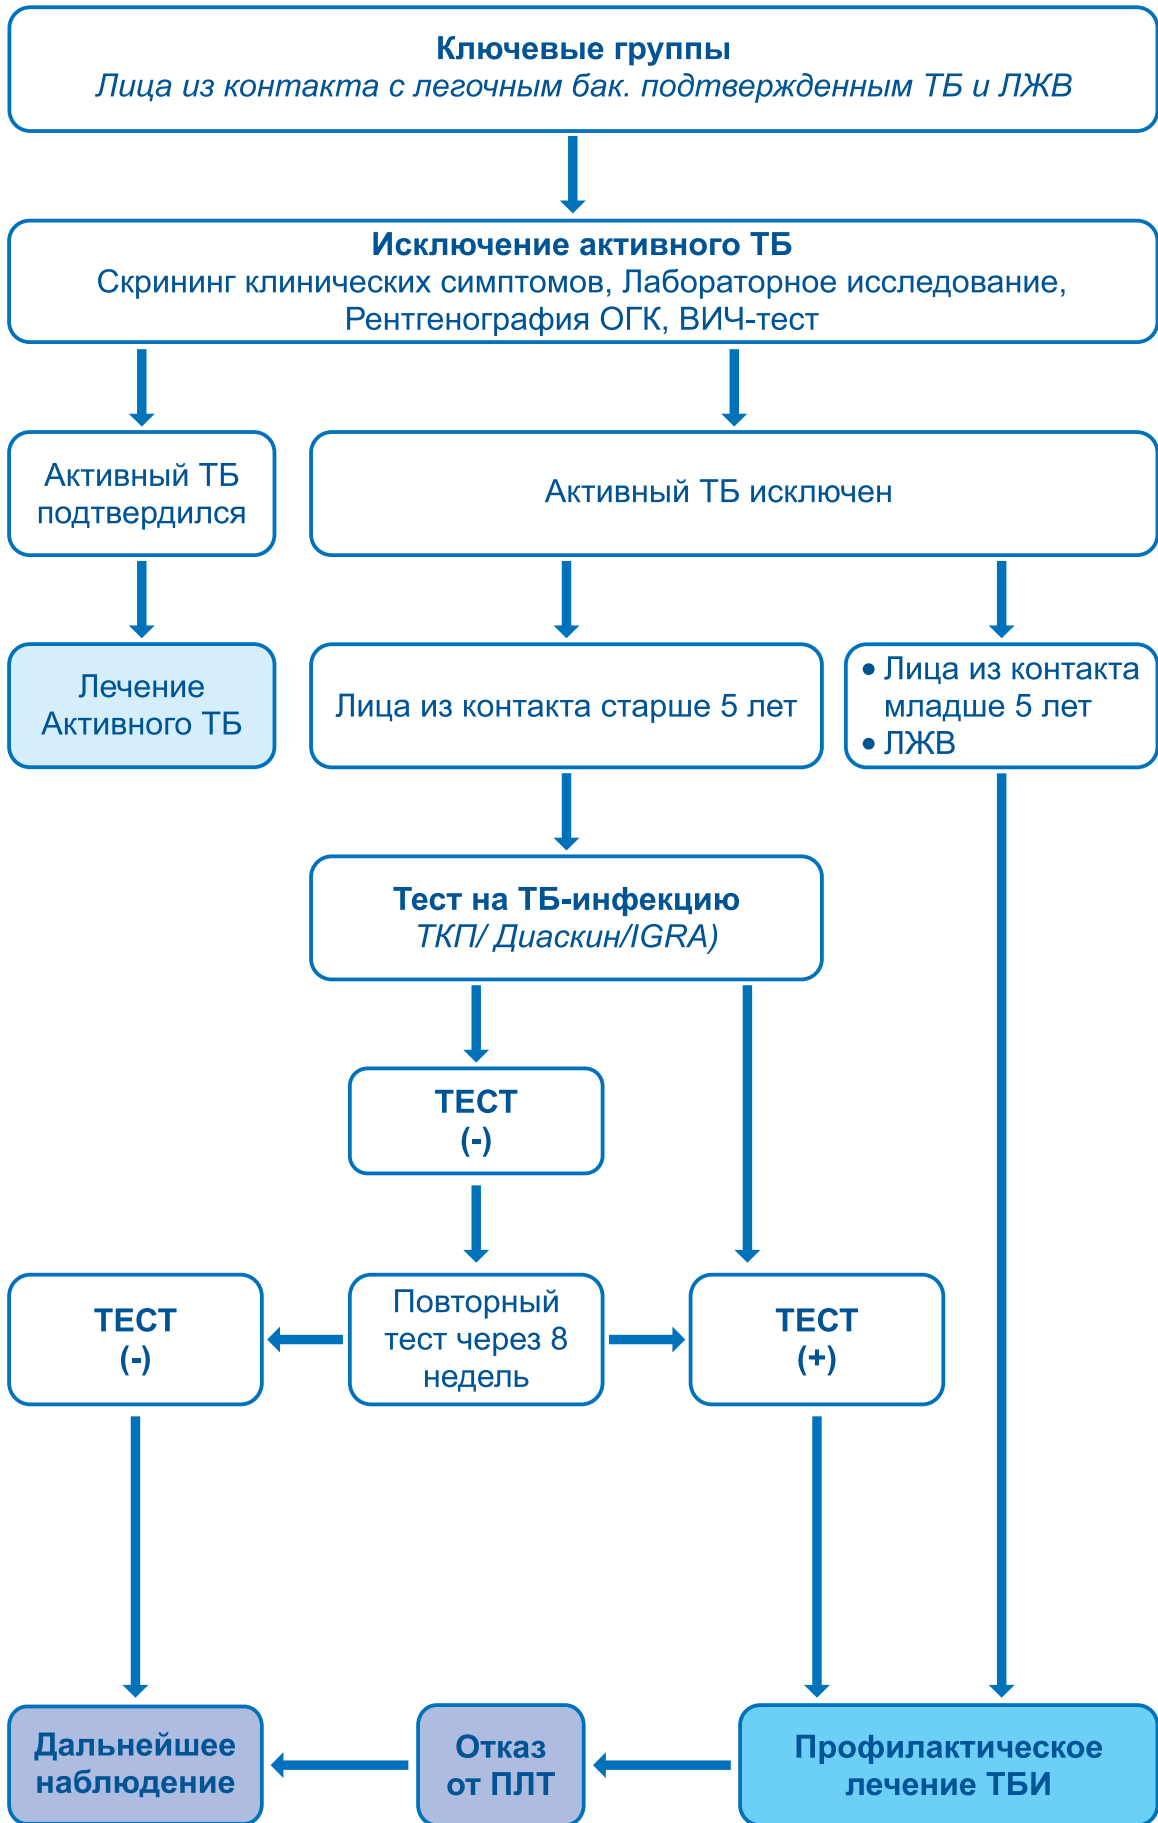 Ключевые группы
Лица из контакта с легочным бак. подтвержденным ТБ и ЛЖВ
Исключение активного ТБ
Скрининг клинических симптомов, Лабораторное исследование,
Рентгенография ОГК, ВИЧ-тест
Активный ТБ
подтвердился
Активный ТБ исключен
Лечение
Активного ТБ
Лица из контакта старше 5 лет
• Лица из контакта
младше 5 лет
• ЛЖВ
Тест на ТБ-инфекцию
ТКП/ Диаскин/IGRA)
ТЕСТ
(-)
ТЕСТ
(-)
Повторный
тест через 8
недель
ТЕСТ
(+)
Дальнейшее
наблюдение
Отказ
от ПЛТ
Профилактическое
лечение ТБИ